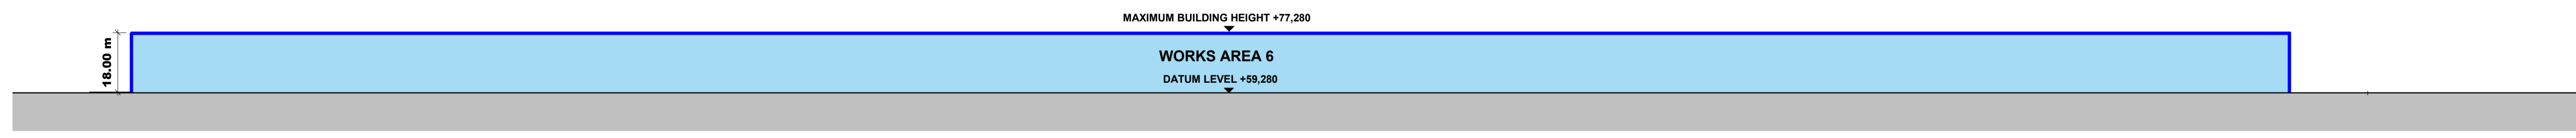 MAXIMUM BUILDING HEIGHT +77,280
18.00 m
WORKS AREA 6
DATUM LEVEL +59,280